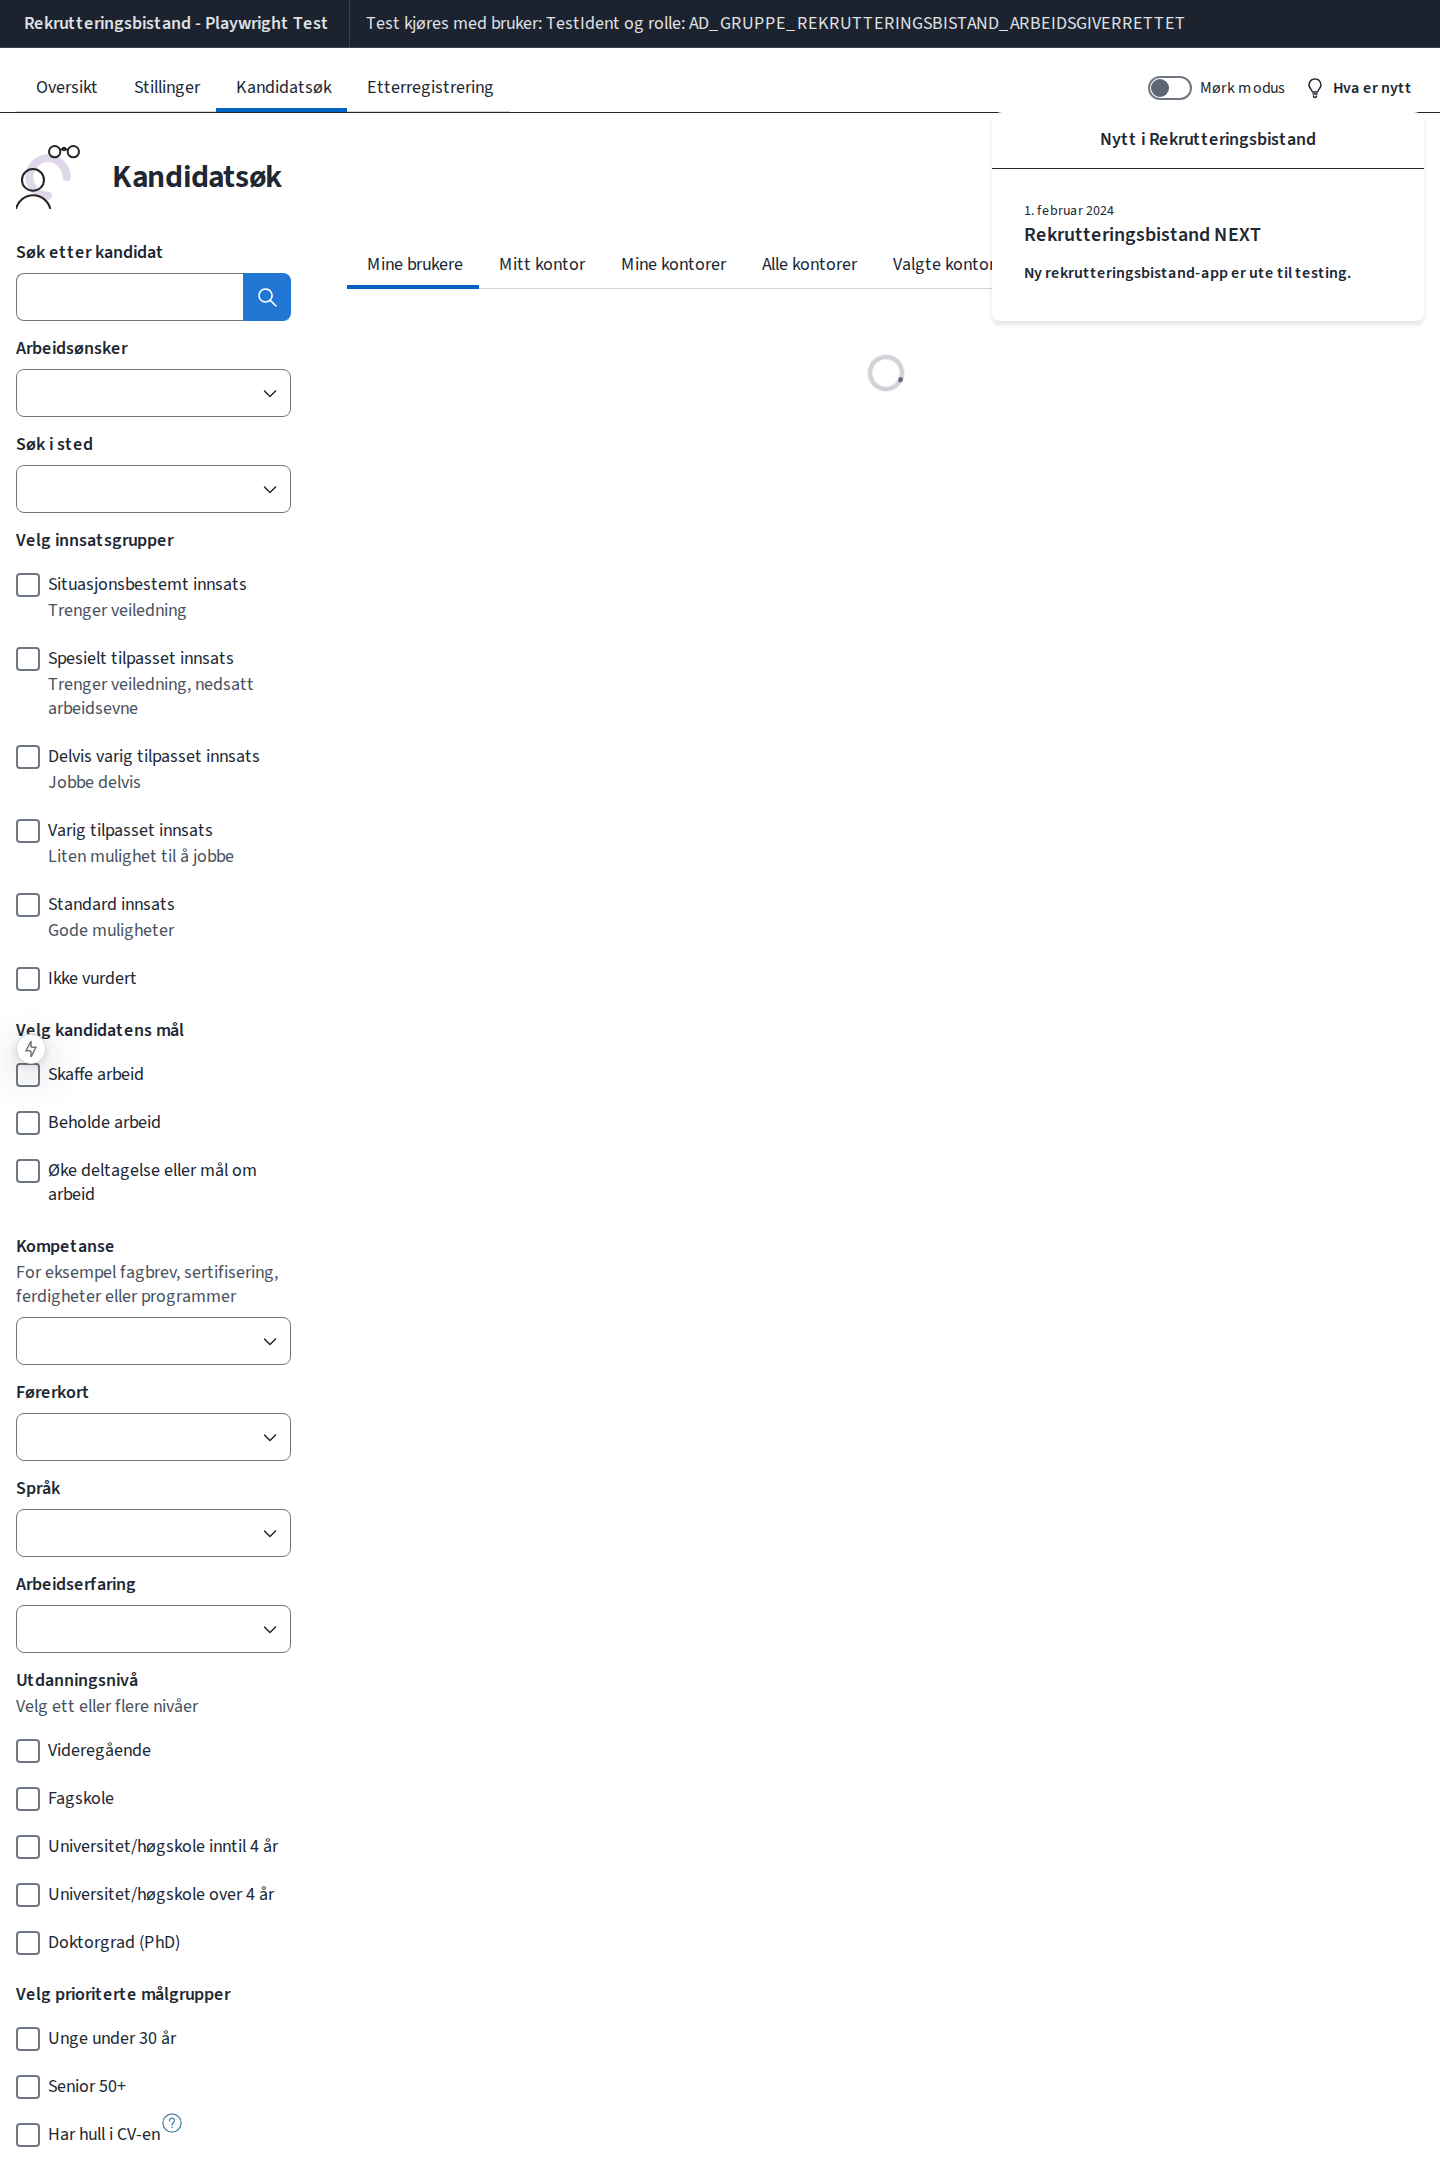 Rekrutteringsbistand - Playwright Test
Test kjøres med bruker: TestIdent og rolle: AD_GRUPPE_REKRUTTERINGSBISTAND_ARBEIDSGIVERRETTET
Oversikt
Stillinger
Kandidatsøk
Etterregistrering
Mørk modus
Hva er nytt
Nytt i Rekrutteringsbistand
1. februar 2024
Rekrutteringsbistand NEXT
Ny rekrutteringsbistand-app er ute til testing.
Kandidatsøk
Mine brukere
Mitt kontor
Mine kontorer
Alle kontorer
Valgte kontor
Søk etter kandidat
Arbeidsønsker
Søk i sted
Velg innsatsgrupper
Situasjonsbestemt innsats
Trenger veiledning
Spesielt tilpasset innsats
Trenger veiledning, nedsatt
arbeidsevne
Delvis varig tilpasset innsats
Jobbe delvis
Varig tilpasset innsats
Liten mulighet til å jobbe
Standard innsats
Gode muligheter
Ikke vurdert
Velg kandidatens mål
Skaffe arbeid
Beholde arbeid
Øke deltagelse eller mål om
arbeid
Kompetanse
For eksempel fagbrev, sertifisering,
ferdigheter eller programmer
Førerkort
Språk
Arbeidserfaring
Utdanningsnivå
Velg ett eller flere nivåer
Videregående
Fagskole
Universitet/høgskole inntil 4 år
Universitet/høgskole over 4 år
Doktorgrad (PhD)
Velg prioriterte målgrupper
Unge under 30 år
Senior 50+
Har hull i CV-en